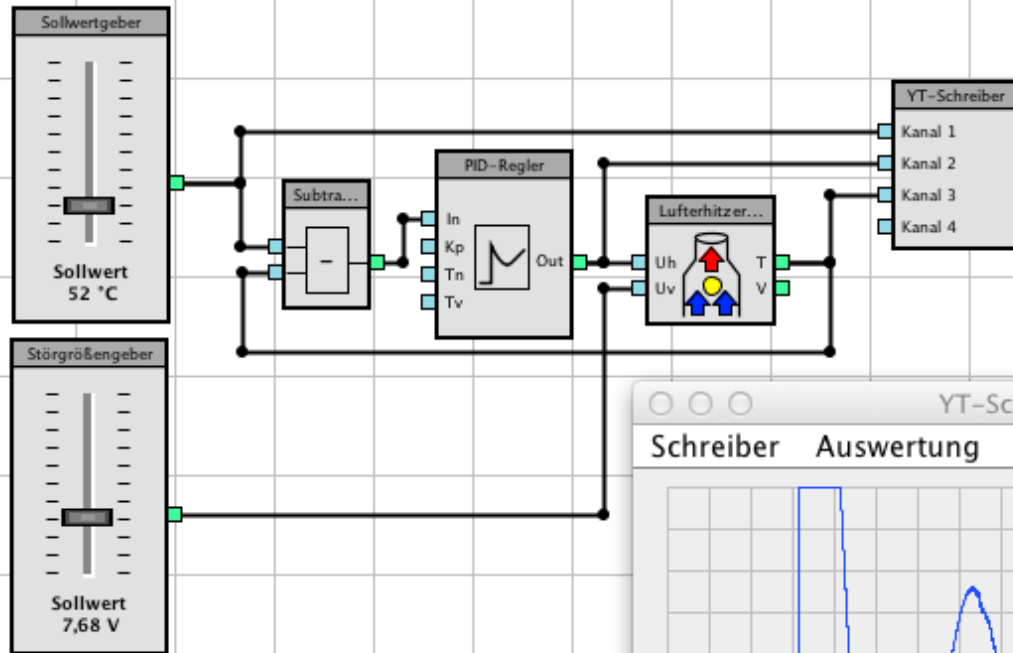 Sollwertgeber
Sollwert
52 °C
Störgrößengeber
Sollwert
7,68 V
Subtra...
-
PID-Regler
In
Kp
Tn
Tv
Out
Lufterhitzer...
Uh
Uv
T
V
YT-Schreiber
Kanal 1
Kanal 2
Kanal 3
Kanal 4
YT-Sc
Schreiber Auswertung